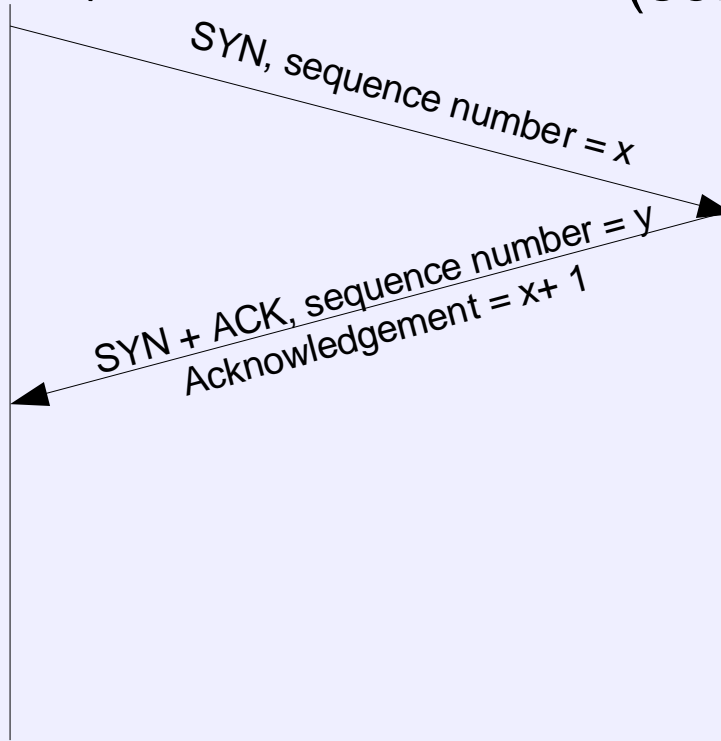 SYN, sequence number = x
SYN + ACK, sequence number = y
Acknowledgement = x+ 1